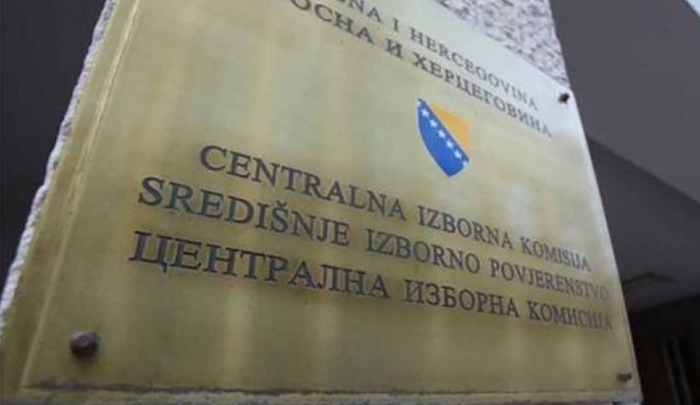 NA I HERCEGOVINA
ОСНА И ХЕРЦЕГОВИНА
CENTRALNA IZBORNA KOMISIJA
SREDIŠNJE IZBORNO POVJERENSTVO
ЦЕНТРАЛНА ИЗБОРНА КОМИСИЈА